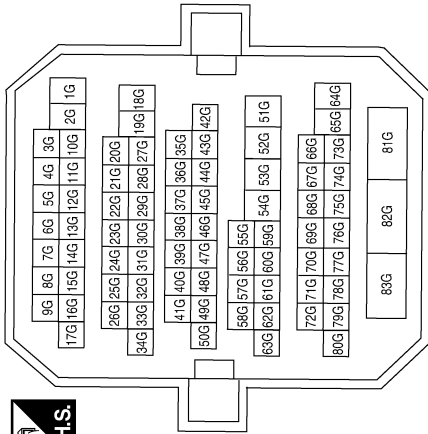 H.S.
9G 8G 7G 6G 5G 4G 3G
17G 16G 15G 14G 13G 12G 11G 10G 2G 1G
26G 25G 24G 23G 22G 21G 20G
34G 33G 32G 31G 30G 29G 28G 27G 19G 18G
41G 40G 39G 38G 37G 36G 35G
50G 49G 48G 47G 46G 45G 44G 43G 42G
58G 57G 56G 55G
63G 62G 61G 60G 59G 54G 53G 52G 51G
72G 71G 70G 69G 68G 67G 66G
80G 79G 78G 77G 76G 75G 74G 73G 65G 64G
83G 82G 81G